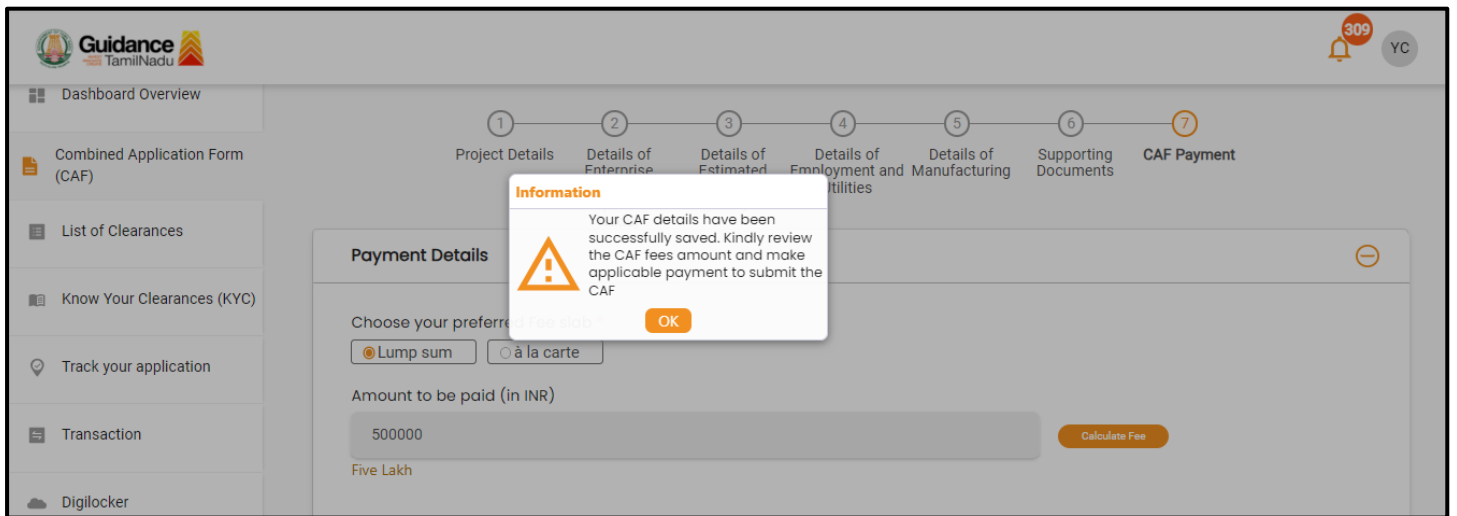 Guidance
TamilNadu
309
YC
Dashboard Overview
Combined Application Form
(CAF)
List of Clearances
Know Your Clearances (KYC)
Track your application
Transaction
Digilocker
1
2
3
4
5
6
7
Project Details
Details of
Enterprise
Details of
Estimated
Details of
Employment and
Utilities
Details of
Manufacturing
Supporting
Documents
CAF Payment
Information
Your CAF details have been
successfully saved. Kindly review
the CAF fees amount and make
applicable payment to submit the
CAF
OK
Payment Details
Choose your preferred Fee slab *
Lump sum
à la carte
Amount to be paid (in INR)
500000
Calculate Fee
Five Lakh